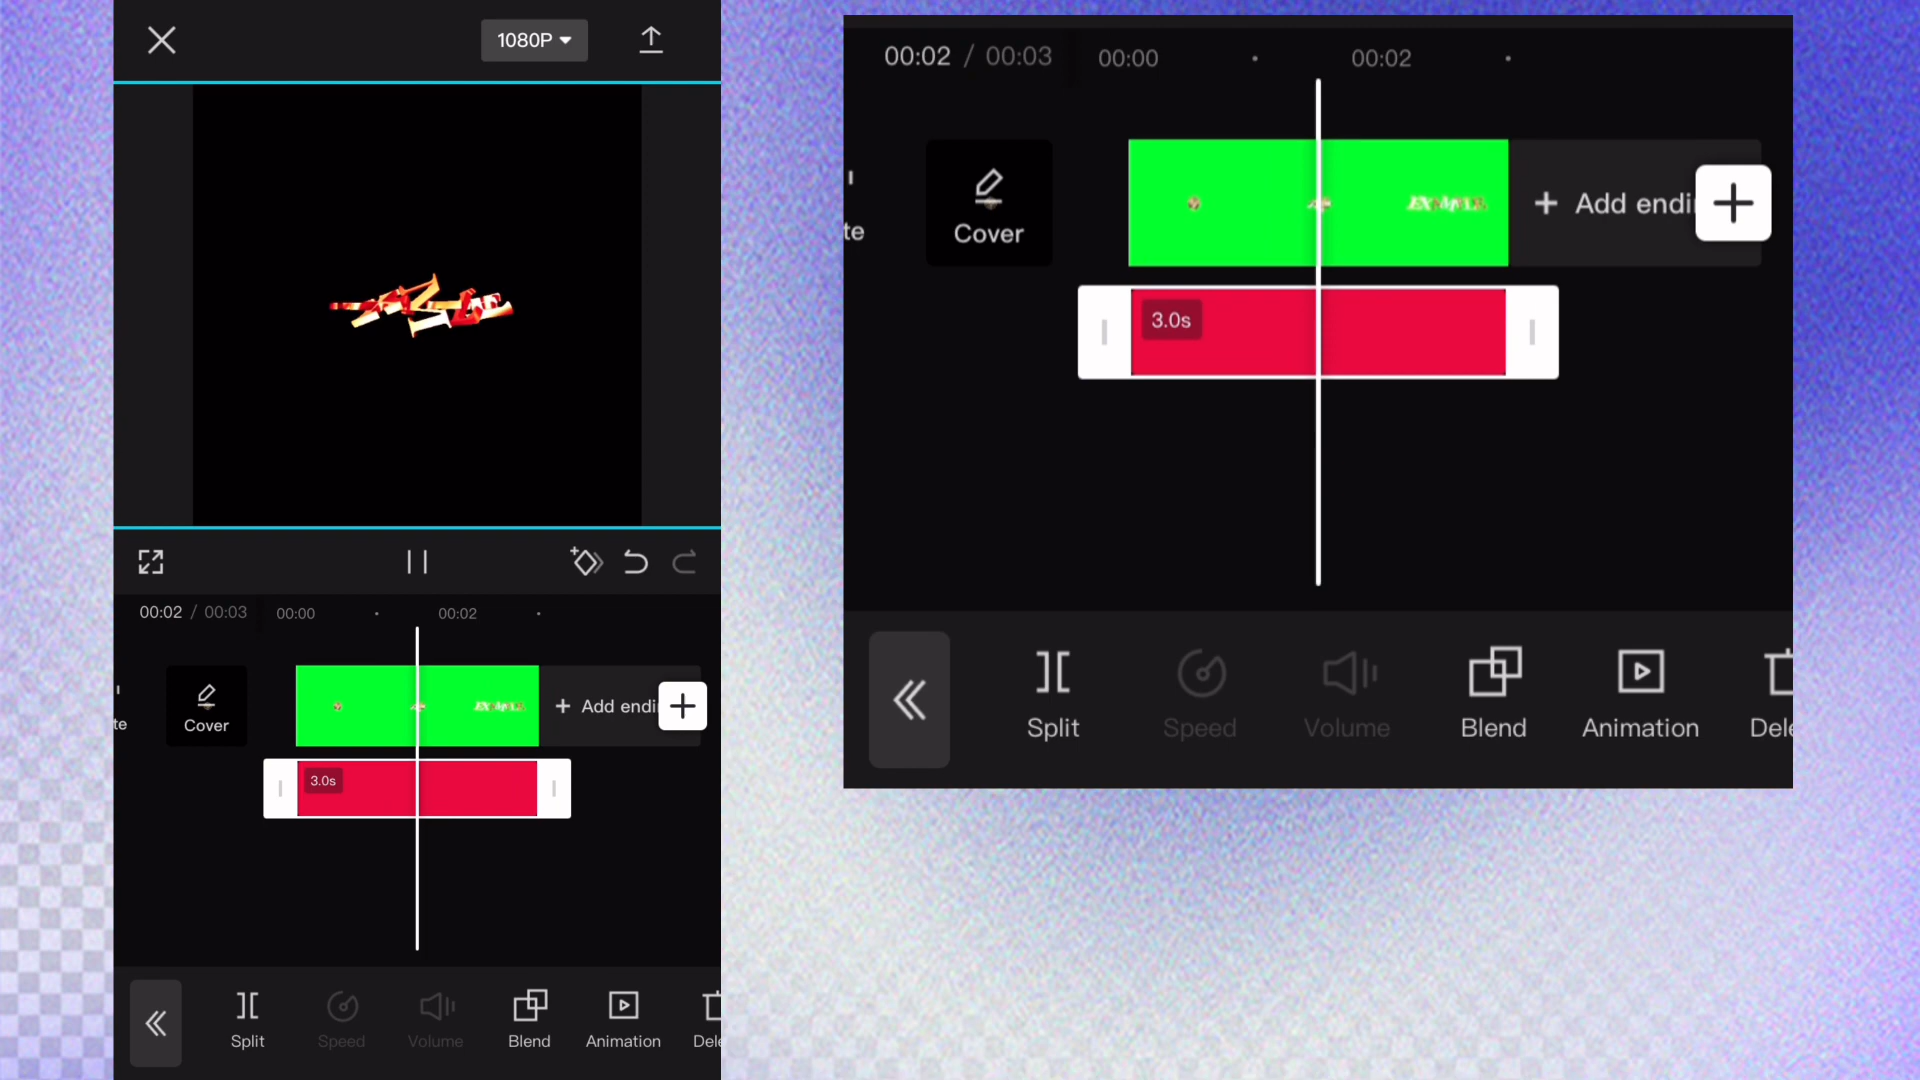 1080P
00:02 / 00:03 00:00 02:00
te
Cover
+ Add endi
3.0s
Split
Speed
Volume
Blend
Animation
Dele
00:02 / 00:03 00:00 00:02
te
Cover
EXAMPLE
+ Add endi
3.0s
Split
Speed
Volume
Blend
Animation
Dele